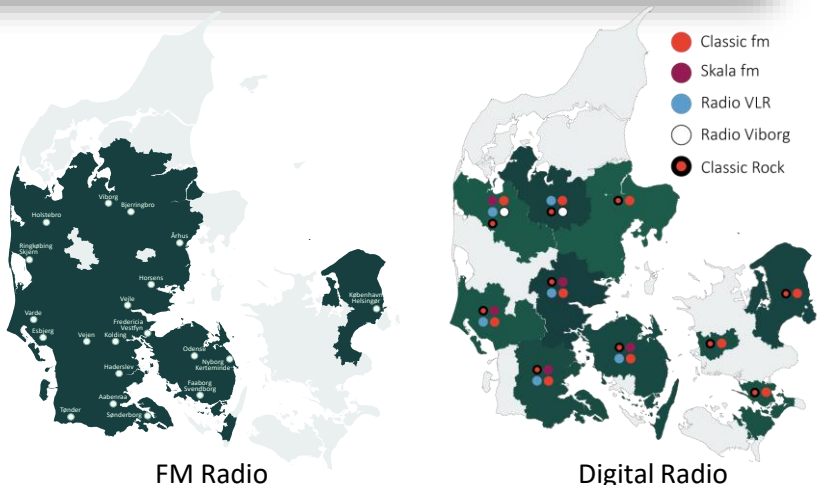 Viborg
Bjerringbro
Holstebro
Århus
Ringkøbing
Skjern
Horsens
Vejle
Varde
Fredericia
Vestfyn
Esbjerg
Vejen
Kolding
Odense
Nyborg
Kerteminde
Haderslev
Faaborg
Svendborg
Aabenraa
Tønder
Sønderborg
København
Helsingør
FM Radio
Classic fm
Skala fm
Radio VLR
Radio Viborg
Classic Rock
Digital Radio